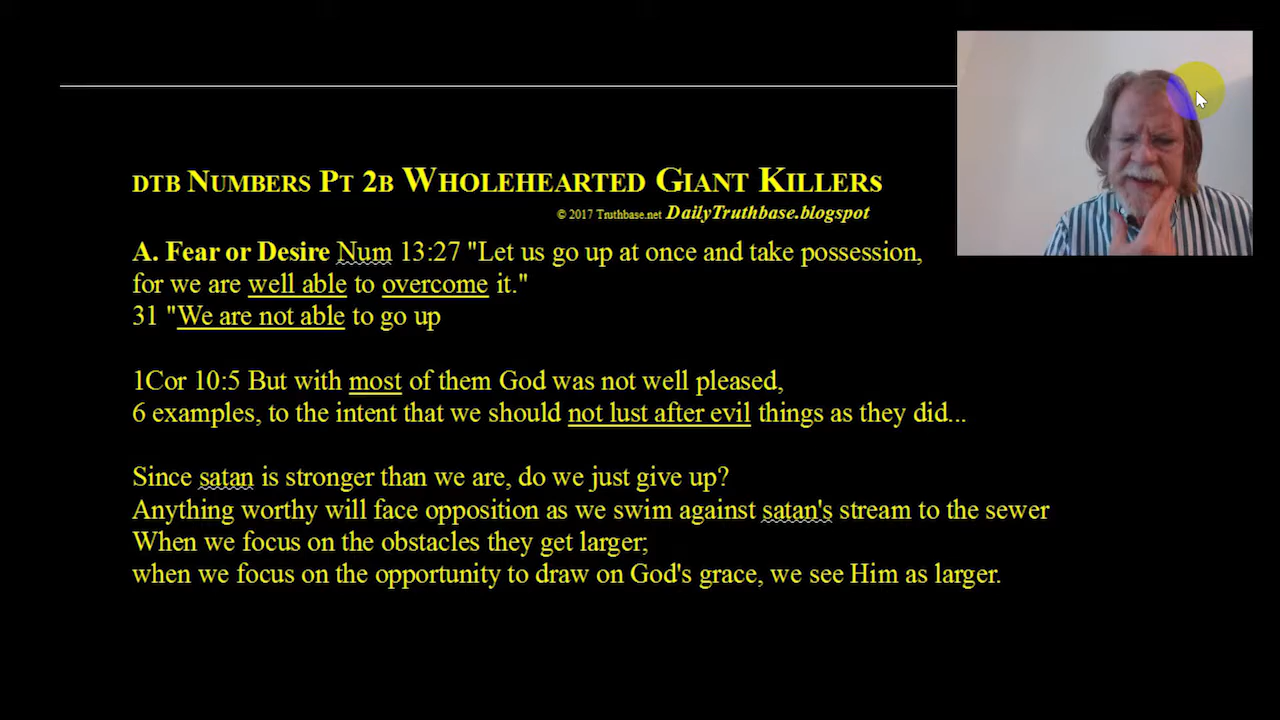 DTB NUMBERS PT 2B WHOLEHEARTED GIANT KILLERS
© 2017 Truthbase.net DailyTruthbase.blogspot
A. Fear or Desire Num 13:27 "Let us go up at once and take possession,
for we are well able to overcome it."
31 "We are not able to go up
1Cor 10:5 But with most of them God was not well pleased,
6 examples, to the intent that we should not lust after evil things as they did...
Since satan is stronger than we are, do we just give up?
Anything worthy will face opposition as we swim against satan's stream to the sewer
When we focus on the obstacles they get larger;
when we focus on the opportunity to draw on God's grace, we see Him as larger.